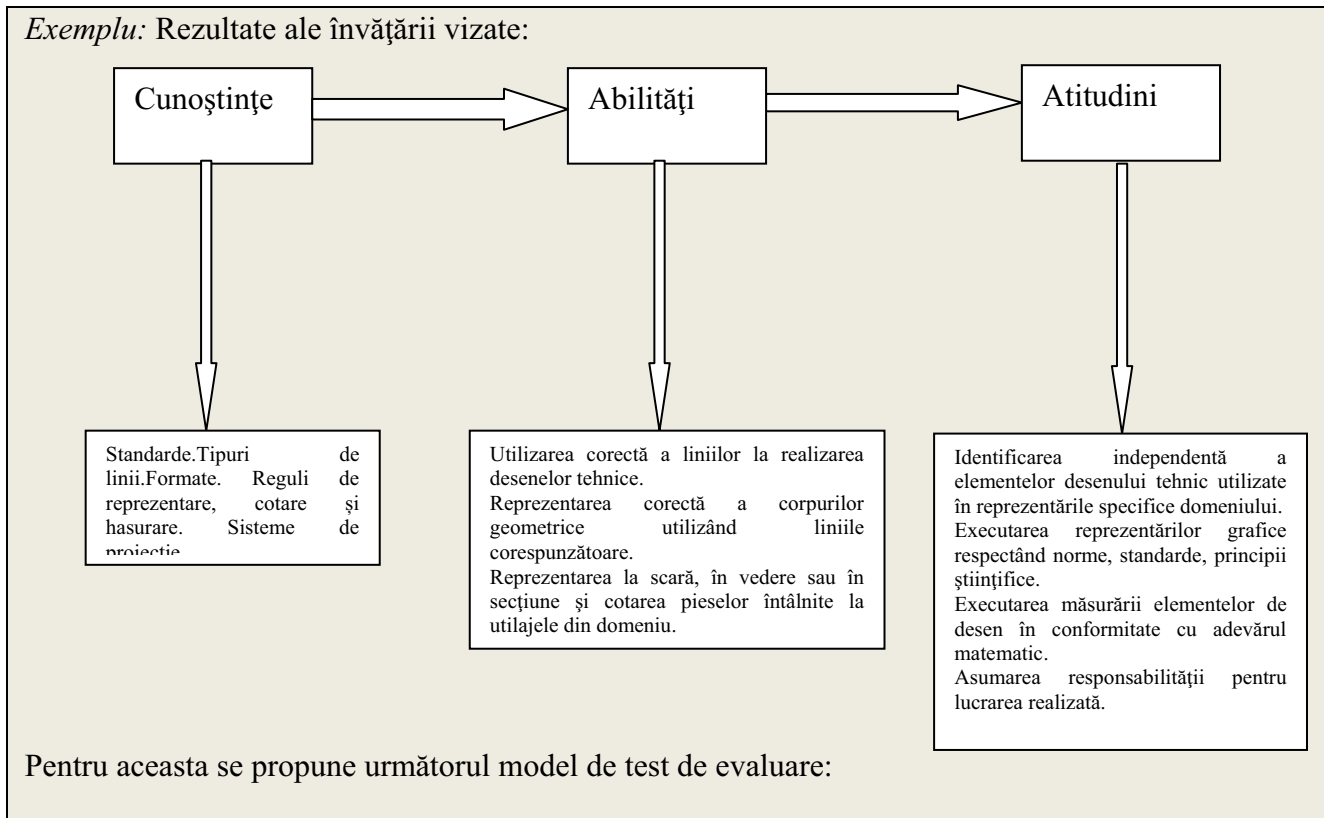 Exemplu: Rezultate ale învăţării vizate:
Cunoştinţe
Abilităţi
Atitudini
Standarde.Tipuri de
linii.Formate. Reguli de
reprezentare, cotare și
hasurare. Sisteme de
proiecţie
Utilizarea corectă a liniilor la realizarea
desenelor tehnice.
Reprezentarea corectă a corpurilor
geometrice utilizând liniile
corespunzătoare.
Reprezentarea la scară, în vedere sau în
secţiune și cotarea pieselor întâlnite la
utilajele din domeniu.
Identificarea independentă a
elementelor desenului tehnic utilizate
în reprezentările specifice domeniului.
Executarea reprezentărilor grafice
respectând norme, standarde, principii
ştiinţifice.
Executarea măsurării elementelor de
desen în conformitate cu adevărul
matematic.
Asumarea responsabilităţii pentru
lucrarea realizată.
Pentru aceasta se propune următorul model de test de evaluare: